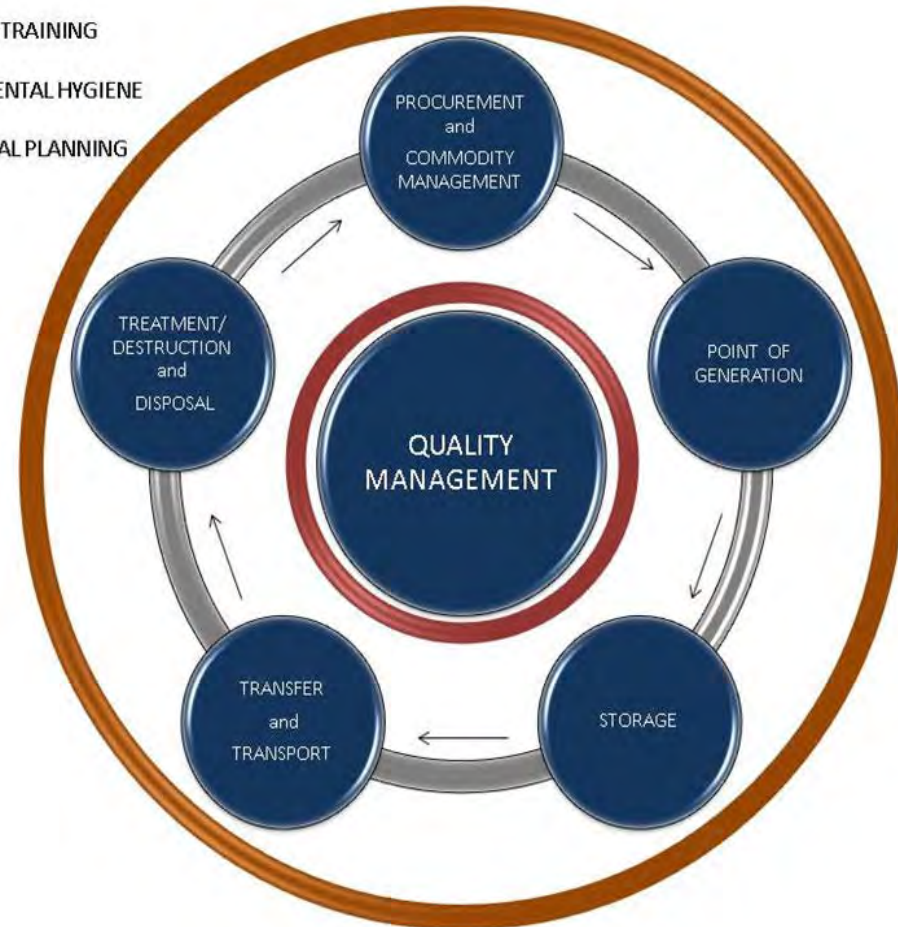 TRAINING
ENTAL HYGIENE
AL PLANNING
PROCUREMENT
and
COMMODITY
MANAGEMENT
POINT OF
GENERATION
STORAGE
TRANSFER
and
TRANSPORT
TREATMENT/
DESTRUCTION
and
DISPOSAL
QUALITY
MANAGEMENT